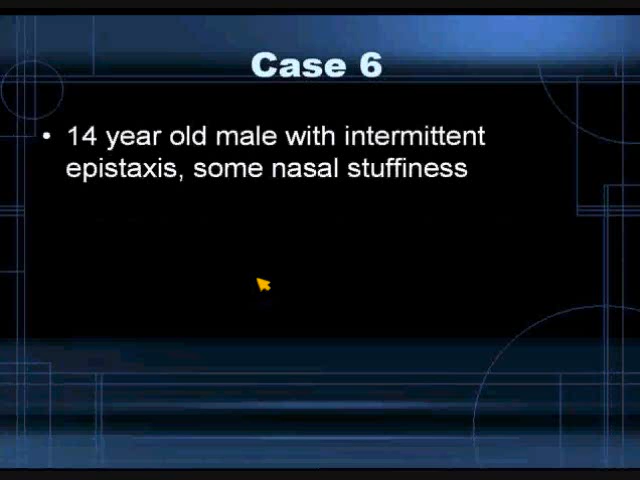 Case 6
• 14 year old male with intermittent
epistaxis, some nasal stuffiness